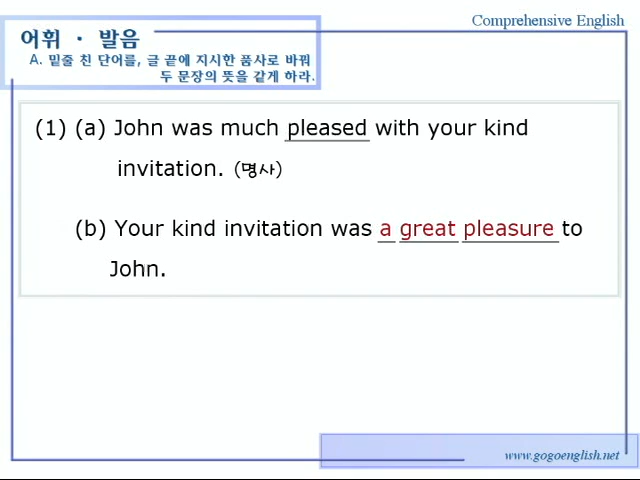 Comprehensive English
어휘 · 발음
A. 밑줄 친 단어를, 글 끝에 지시한 품사로 바꿔
두 문장의 뜻을 같게 하라.
(1) (a) John was much pleased with your kind
invitation. (명사)
(b) Your kind invitation was a great pleasure to
John.
www.gogoenglish.net